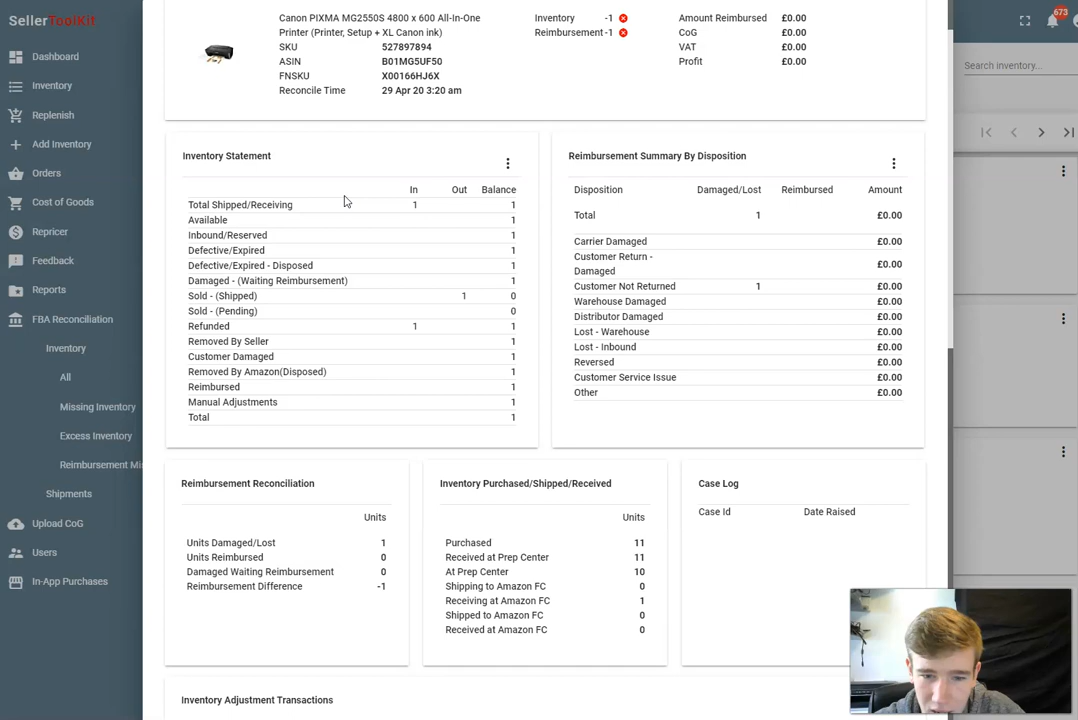 SellerToolKit
673
Dashboard
Inventory
Replenish
Add Inventory
Orders
Cost of Goods
Repricer
Feedback
Reports
FBA Reconciliation
Inventory
All
Missing Inventory
Excess Inventory
Reimbursement Mi
Shipments
Upload CoG
Users
In-App Purchases
Search inventory...
Canon PIXMA MG2550S 4800 x 600 All-In-One
Printer (Printer, Setup + XL Canon ink)
SKU 527897894
ASIN B01MG5UF50
FNSKU X00166HJ6X
Reconcile Time 29 Apr 20 3:20 am
Inventory -1
Reimbursement -1
Amount Reimbursed £0.00
CoG £0.00
VAT £0.00
Profit £0.00
Inventory Statement
In Out Balance
Total Shipped/Receiving 1 1
Available 1
Inbound/Reserved 1
Defective/Expired 1
Defective/Expired - Disposed 1
Damaged - (Waiting Reimbursement) 1
Sold - (Shipped) 1 0
Sold - (Pending) 0
Refunded 1 1
Removed By Seller 1
Customer Damaged 1
Removed By Amazon(Disposed) 1
Reimbursed 1
Manual Adjustments 1
Total 1
Reimbursement Summary By Disposition
Disposition Damaged/Lost Reimbursed Amount
Total 1 £0.00
Carrier Damaged £0.00
Customer Return -
Damaged £0.00
Customer Not Returned 1 £0.00
Warehouse Damaged £0.00
Distributor Damaged £0.00
Lost - Warehouse £0.00
Lost - Inbound £0.00
Reversed £0.00
Customer Service Issue £0.00
Other £0.00
Reimbursement Reconciliation
Units
Units Damaged/Lost 1
Units Reimbursed 0
Damaged Waiting Reimbursement 0
Reimbursement Difference -1
Inventory Purchased/Shipped/Received
Units
Purchased 11
Received at Prep Center 11
At Prep Center 10
Shipping to Amazon FC 0
Receiving at Amazon FC 1
Shipped to Amazon FC 0
Received at Amazon FC 0
Case Log
Case Id Date Raised
Inventory Adjustment Transactions